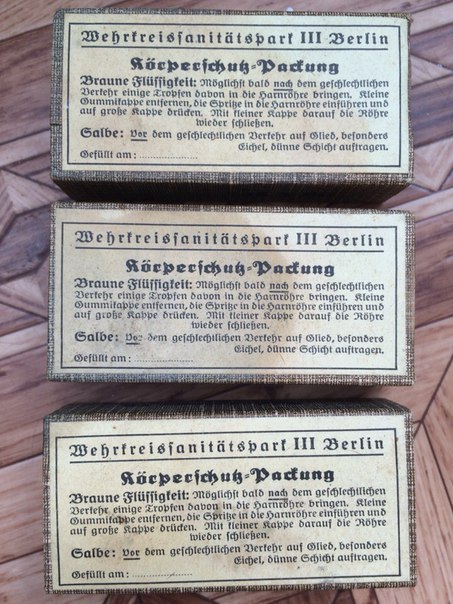 Wehrkreissanitätspark III Berlin
Körperschutz-Packung
Braune Flüssigkeit: Möglichst bald nach dem geschlechtlichen
Verkehr einige Tropfen davon in die Harnröhre bringen. Kleine
Gummikappe entfernen, die Spritze in die Harnröhre einführen und
auf große Kappe drücken. Mit kleiner Kappe darauf die Röhre
wieder schließen.
Salbe: Vor dem geschlechtlichen Verkehr auf Glied, besonders
Eichel, dünne Schicht auftragen.
Gefüllt am: ....................
Wehrkreissanitätspark III Berlin
Körperschutz-Packung
Braune Flüssigkeit: Möglichst bald nach dem geschlechtlichen
Verkehr einige Tropfen davon in die Harnröhre bringen. Kleine
Gummikappe entfernen, die Spritze in die Harnröhre einführen und
auf große Kappe drücken. Mit kleiner Kappe darauf die Röhre
wieder schließen.
Salbe: Vor dem geschlechtlichen Verkehr auf Glied, besonders
Eichel, dünne Schicht auftragen.
Gefüllt am: ....................
Wehrkreissanitätspark III Berlin
Körperschutz-Packung
Braune Flüssigkeit: Möglichst bald nach dem geschlechtlichen
Verkehr einige Tropfen davon in die Harnröhre bringen. Kleine
Gummikappe entfernen, die Spritze in die Harnröhre einführen und
auf große Kappe drücken. Mit kleiner Kappe darauf die Röhre
wieder schließen.
Salbe: Vor dem geschlechtlichen Verkehr auf Glied, besonders
Eichel, dünne Schicht auftragen.
Gefüllt am: ....................